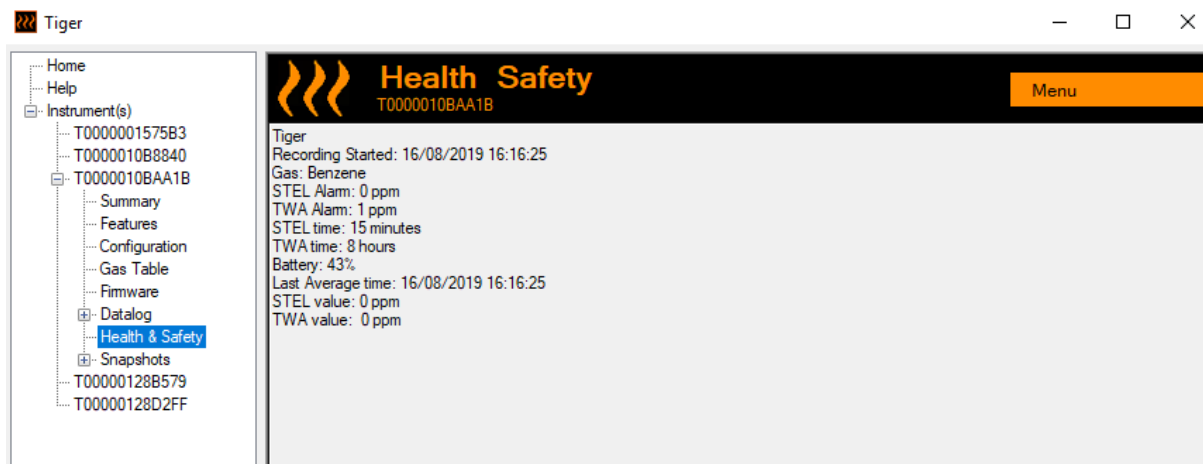 Tiger
Home
Help
Instrument(s)
T0000001575B3
T0000010B8840
T0000010BAA1B
Summary
Features
Configuration
Gas Table
Firmware
Datalog
Health & Safety
Snapshots
T00000128B579
T00000128D2FF
Health Safety
T0000010BAA1B
Menu
Tiger
Recording Started: 16/08/2019 16:16:25
Gas: Benzene
STEL Alarm: 0 ppm
TWA Alarm: 1 ppm
STEL time: 15 minutes
TWA time: 8 hours
Battery: 43%
Last Average time: 16/08/2019 16:16:25
STEL value: 0 ppm
TWA value: 0 ppm